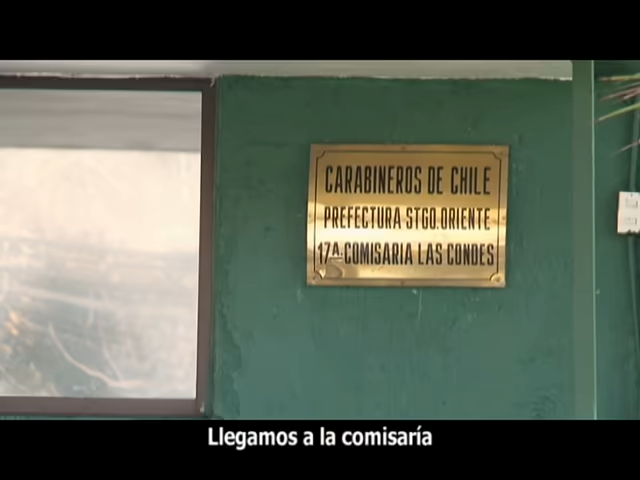 CARABINEROS DE CHILE
PREFECTURA STGO. ORIENTE
17ª COMISARIA LAS CONDES
Llegamos a la comisaría